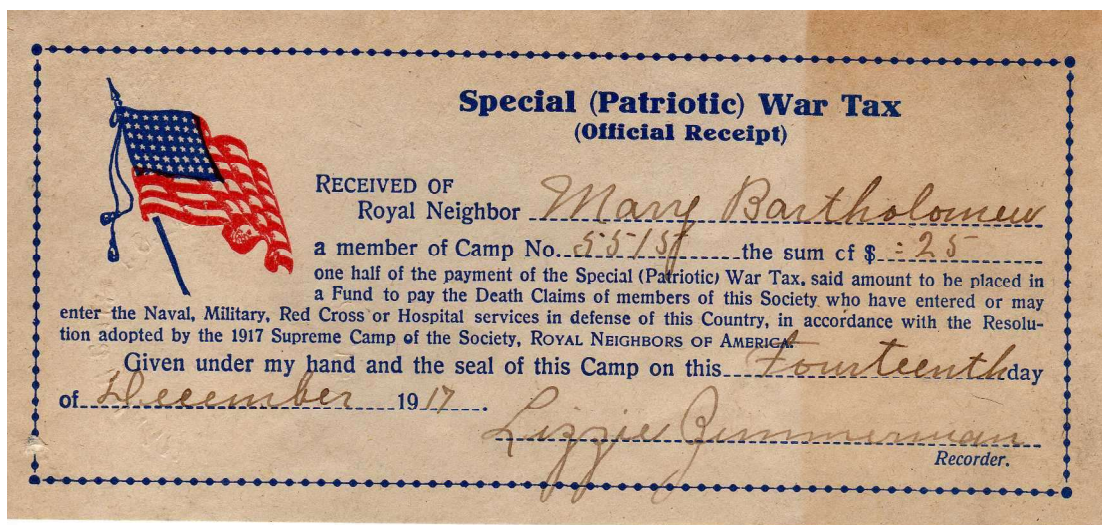 Special (Patriotic) War Tax
(Official Receipt)
RECEIVED OF
Royal Neighbor Mary Bartholomew
a member of Camp No. the sum of $ .25
one half of the payment of the Special (Patriotic) War Tax, said amount to be placed in
a Fund to pay the Death Claims of members of this Society who have entered or may
enter the Naval, Military, Red Cross or Hospital services in defense of this Country, in accordance with the Resolu-
tion adopted by the 1917 Supreme Camp of the Society, ROYAL NEIGHBORS OF AMERICA.
Given under my hand and the seal of this Camp on this Fourteenth day
of December 1917.
Lizzie Zimmerman
Recorder.